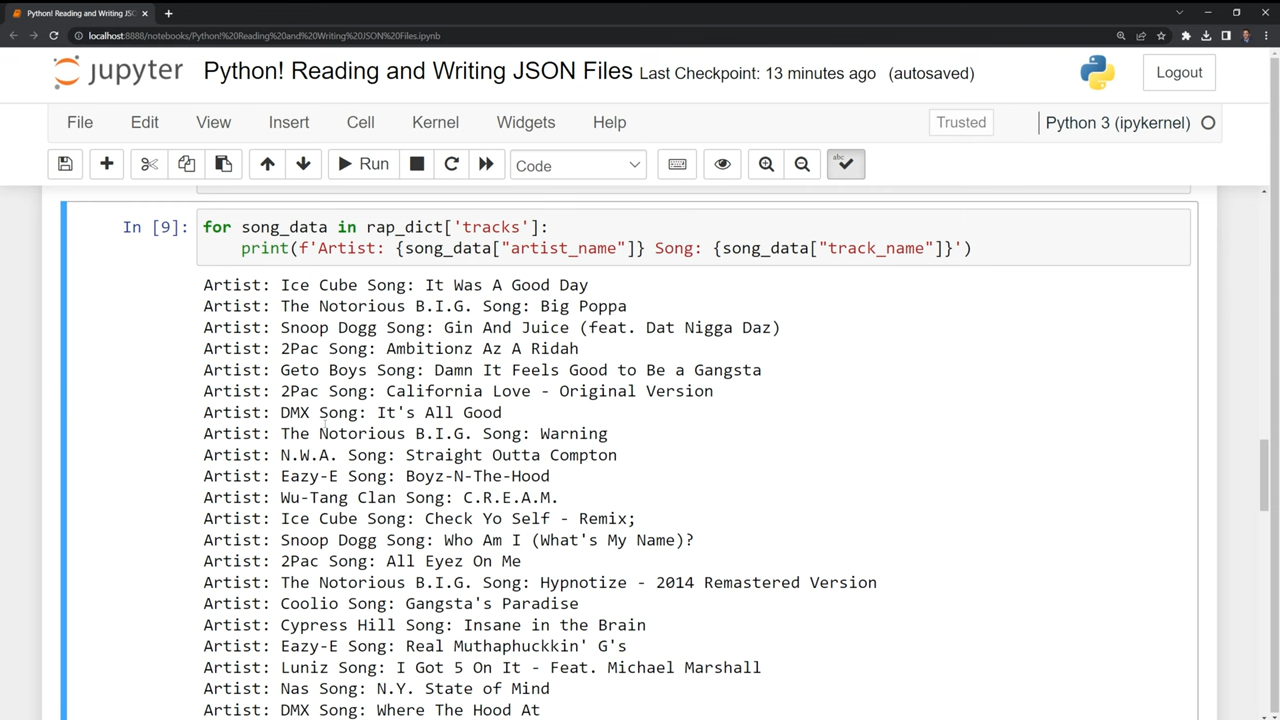 Python! Reading and Writing JSO
localhost:8888/notebooks/Python!%20Reading%20and%20Writing%20JSON%20Files.ipynb
jupyter Python! Reading and Writing JSON Files Last Checkpoint: 13 minutes ago (autosaved) Logout
File Edit View Insert Cell Kernel Widgets Help Trusted Python 3 (ipykernel)
Run Code abc
In [9]: for song_data in rap_dict['tracks']:
print(f'Artist: {song_data["artist_name"]} Song: {song_data["track_name"]}')
Artist: Ice Cube Song: It Was A Good Day
Artist: The Notorious B.I.G. Song: Big Poppa
Artist: Snoop Dogg Song: Gin And Juice (feat. Dat Nigga Daz)
Artist: 2Pac Song: Ambitionz Az A Ridah
Artist: Geto Boys Song: Damn It Feels Good to Be a Gangsta
Artist: 2Pac Song: California Love - Original Version
Artist: DMX Song: It's All Good
Artist: The Notorious B.I.G. Song: Warning
Artist: N.W.A. Song: Straight Outta Compton
Artist: Eazy-E Song: Boyz-N-The-Hood
Artist: Wu-Tang Clan Song: C.R.E.A.M.
Artist: Ice Cube Song: Check Yo Self - Remix;
Artist: Snoop Dogg Song: Who Am I (What's My Name)?
Artist: 2Pac Song: All Eyez On Me
Artist: The Notorious B.I.G. Song: Hypnotize - 2014 Remastered Version
Artist: Coolio Song: Gangsta's Paradise
Artist: Cypress Hill Song: Insane in the Brain
Artist: Eazy-E Song: Real Muthaphuckkin' G's
Artist: Luniz Song: I Got 5 On It - Feat. Michael Marshall
Artist: Nas Song: N.Y. State of Mind
Artist: DMX Song: Where The Hood At